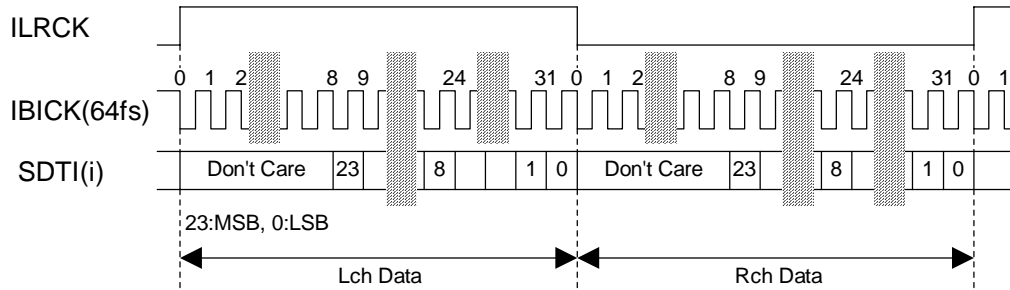 ILRCK
0 1 2 8 9 24 31 0 1 2 8 9 24 31 0 1
IBICK(64fs)
SDTI(i) Don't Care 23 8 1 0 Don't Care 23 8 1 0
23:MSB, 0:LSB
Lch Data Rch Data